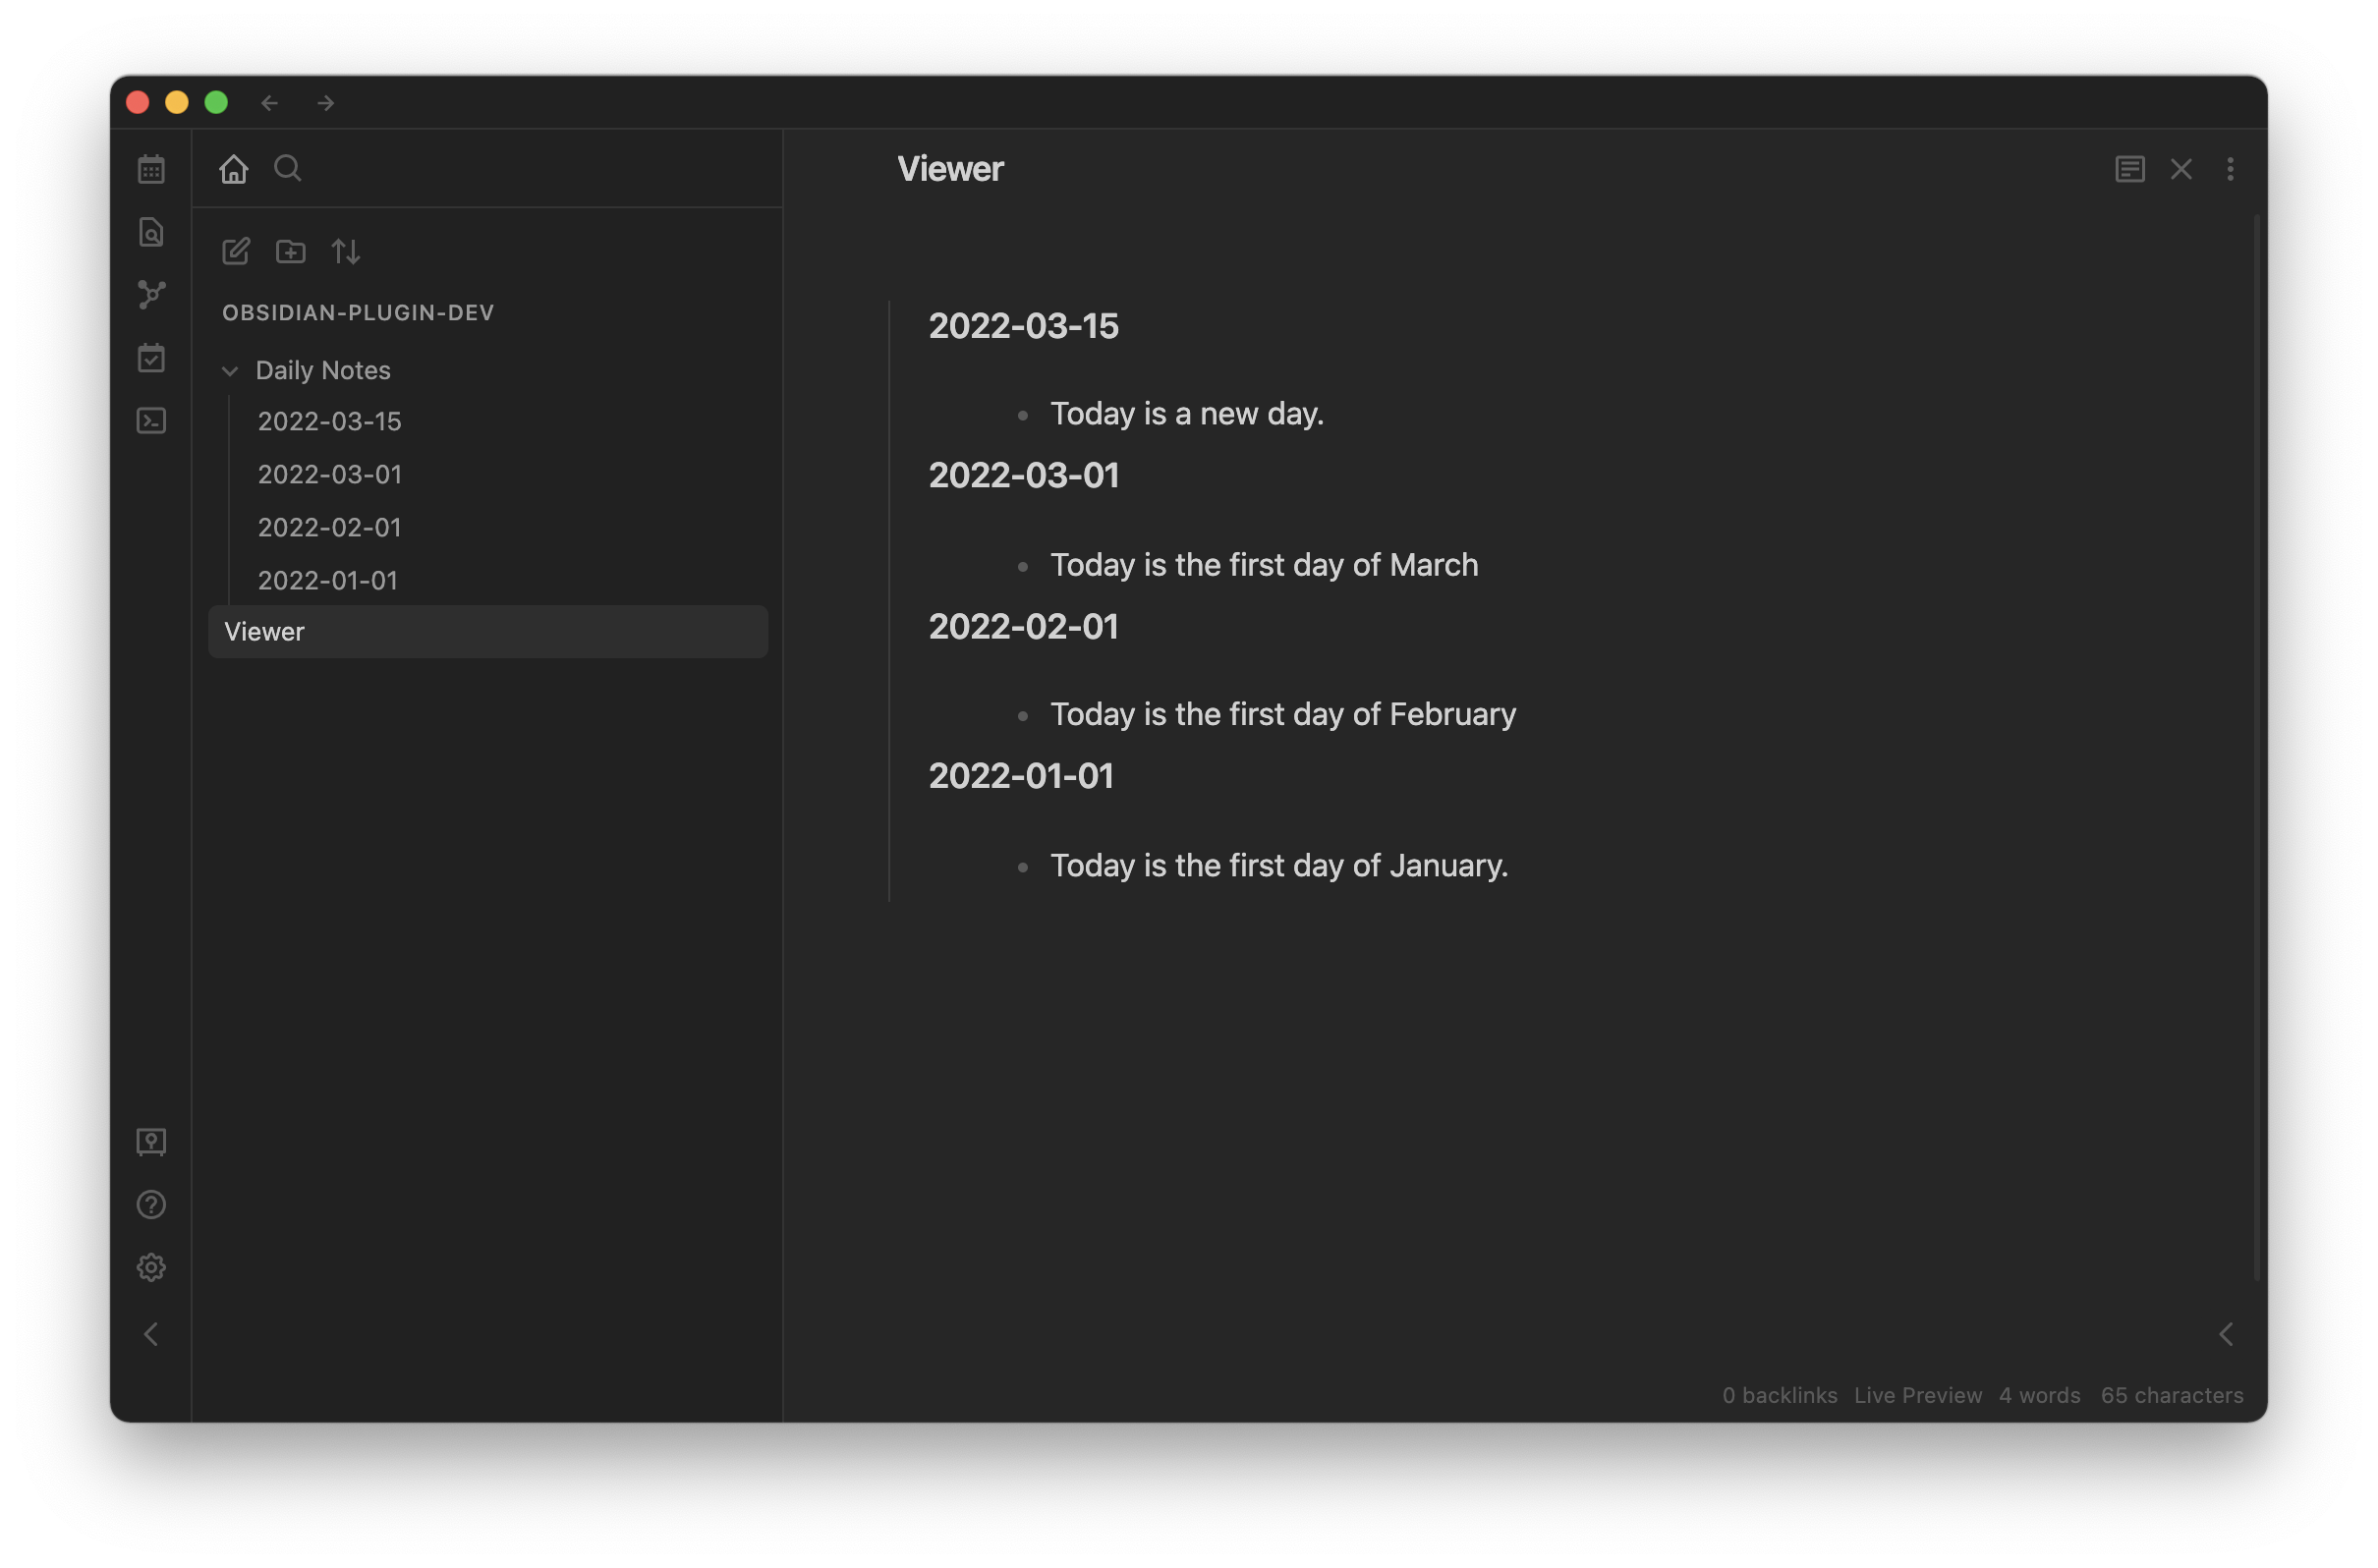 Viewer
OBSIDIAN-PLUGIN-DEV
Daily Notes
2022-03-15
2022-03-01
2022-02-01
2022-01-01
Viewer
2022-03-15
Today is a new day.
2022-03-01
Today is the first day of March
2022-02-01
Today is the first day of February
2022-01-01
Today is the first day of January.
0 backlinks Live Preview 4 words 65 characters